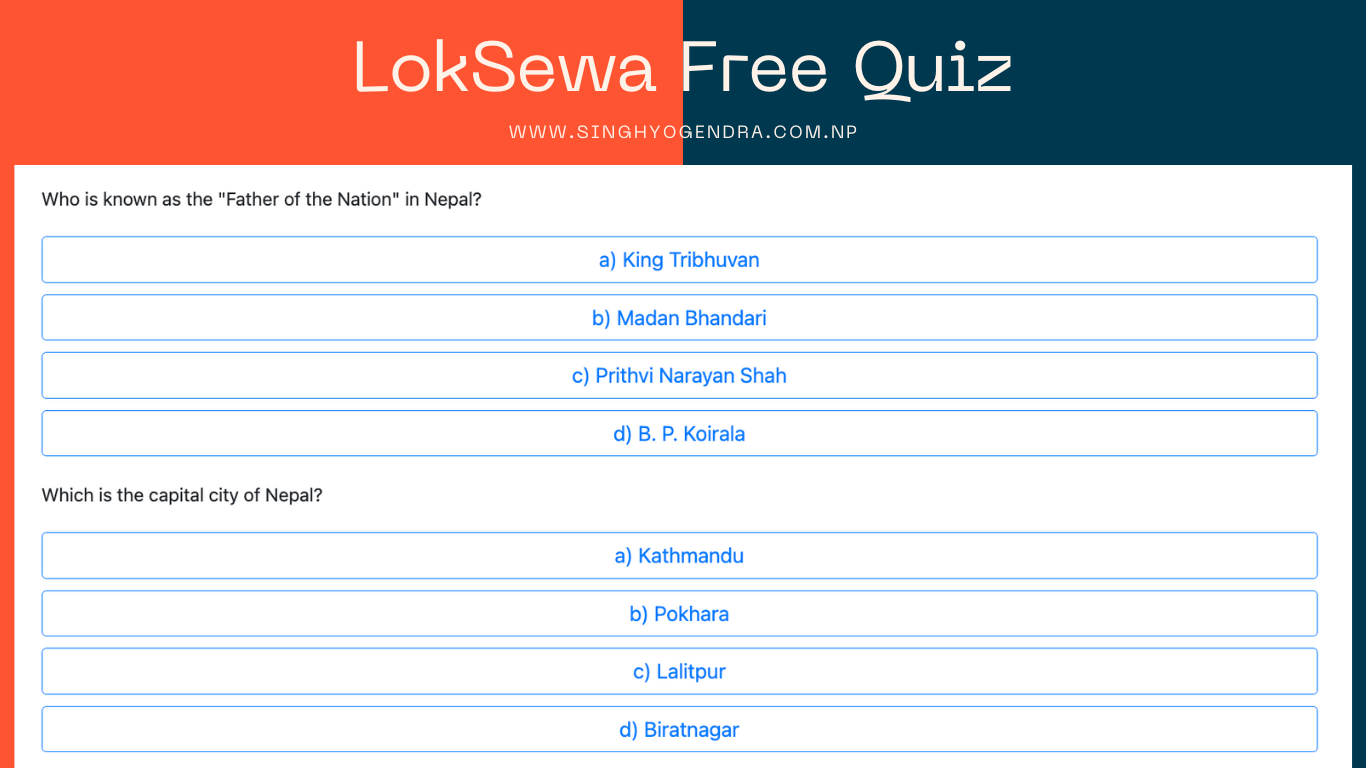 LokSewa Free Quiz
WWW.SINGHYOGENDRA.COM.NP
Who is known as the "Father of the Nation" in Nepal?
a) King Tribhuvan
b) Madan Bhandari
c) Prithvi Narayan Shah
d) B. P. Koirala
Which is the capital city of Nepal?
a) Kathmandu
b) Pokhara
c) Lalitpur
d) Biratnagar